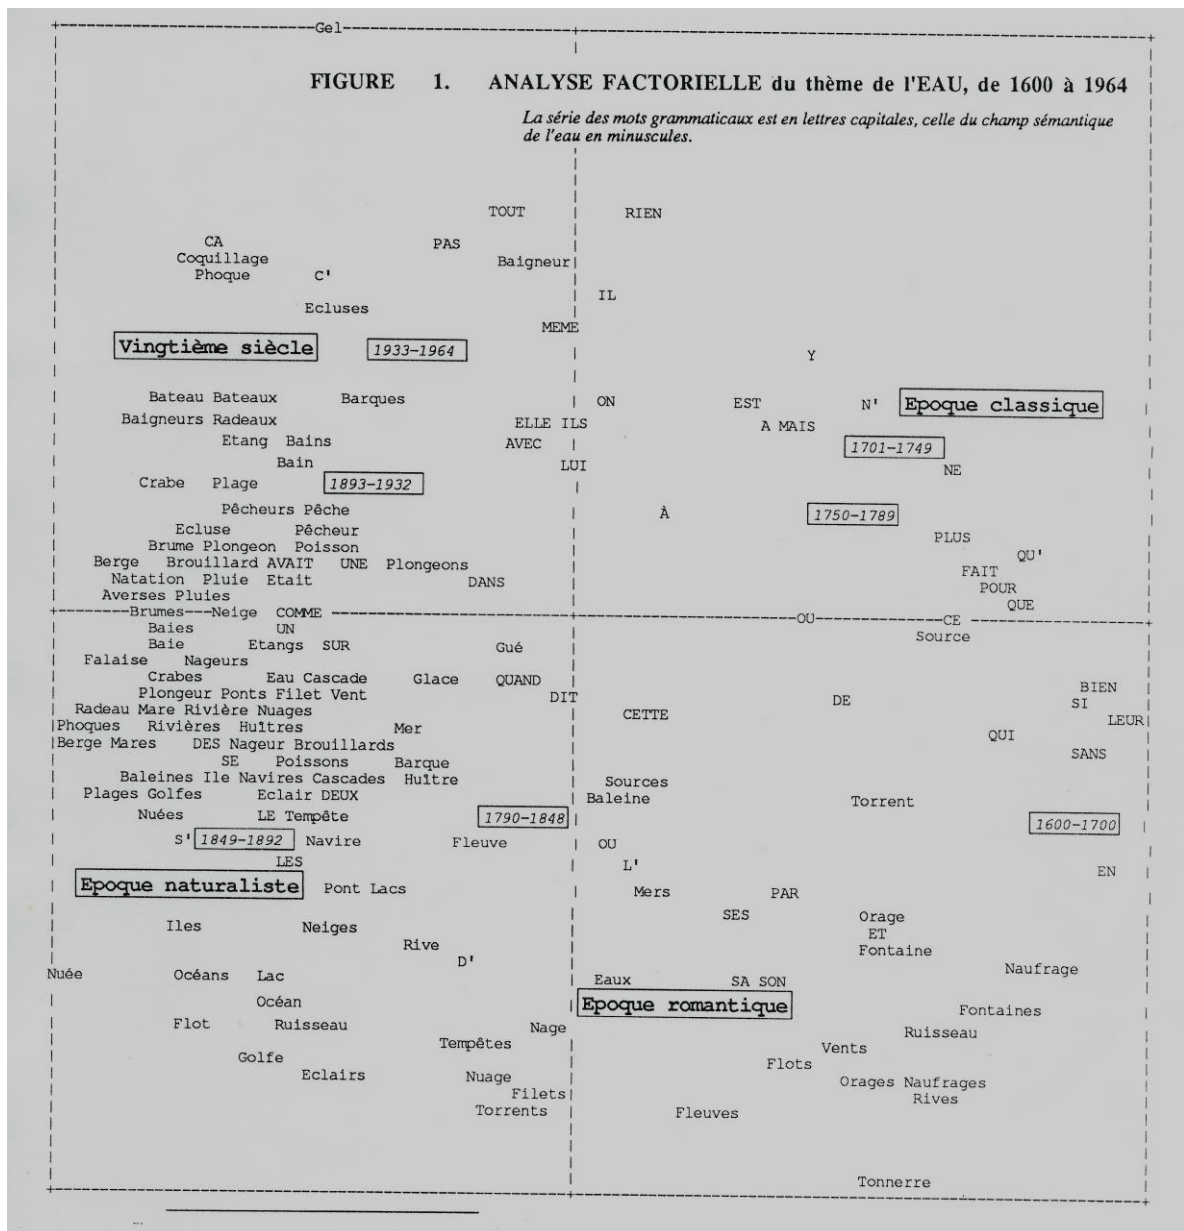 Gel
FIGURE 1. ANALYSE FACTORIELLE du thème de l'EAU, de 1600 à 1964
La série des mots grammaticaux est en lettres capitales, celle du champ sémantique
de l'eau en minuscules.
TOUT RIEN
CA PAS
Coquillage Baigneur
Phoque C'
IL
Ecluses
MEME
Vingtième siècle 1933-1964 Y
Bateau Bateaux Barques ON EST N' Epoque classique
Baigneurs Radeaux ELLE ILS A MAIS
Etang Bains AVEC 1701-1749
Bain LUI NE
Crabe Plage 1893-1932
Pêcheurs Pêche À 1750-1789
Ecluse Pêcheur PLUS
Brume Plongeon Poisson QU'
Berge Brouillard AVAIT UNE Plongeons FAIT
Natation Pluie Etait DANS POUR
Averses Pluies QUE
Brumes Neige COMME OU CE
Baies UN Source
Baie Etangs SUR Gué
Falaise Nageurs
Crabes Eau Cascade Glace QUAND BIEN
Plongeur Ponts Filet Vent DIT DE SI
Radeau Mare Rivière Nuages CETTE LEUR
Phoques Rivières Huîtres Mer QUI
Berge Mares DES Nageur Brouillards SANS
SE Poissons Barque
Baleines Ile Navires Cascades Huître Sources
Plages Golfes Eclair DEUX Baleine Torrent
Nuées LE Tempête 1790-1848 1600-1700
S' 1849-1892 Navire Fleuve OU
LES L' EN
Epoque naturaliste Pont Lacs Mers PAR
SES Orage
Iles Neiges ET
Rive Fontaine
D' Naufrage
Nuée Océans Lac Eaux SA SON
Océan Epoque romantique Fontaines
Flot Ruisseau Nage Ruisseau
Tempêtes Vents
Golfe Flots
Eclairs Nuage Orages Naufrages
Filets Rives
Torrents Fleuves
Tonnerre
...